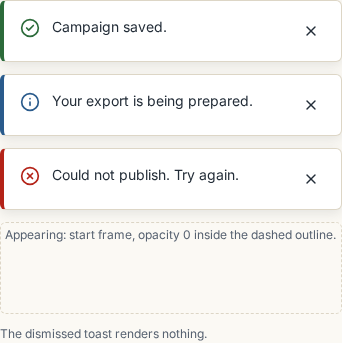 Campaign saved.
Your export is being prepared.
Could not publish. Try again.
Appearing: start frame, opacity 0 inside the dashed outline.
The dismissed toast renders nothing.